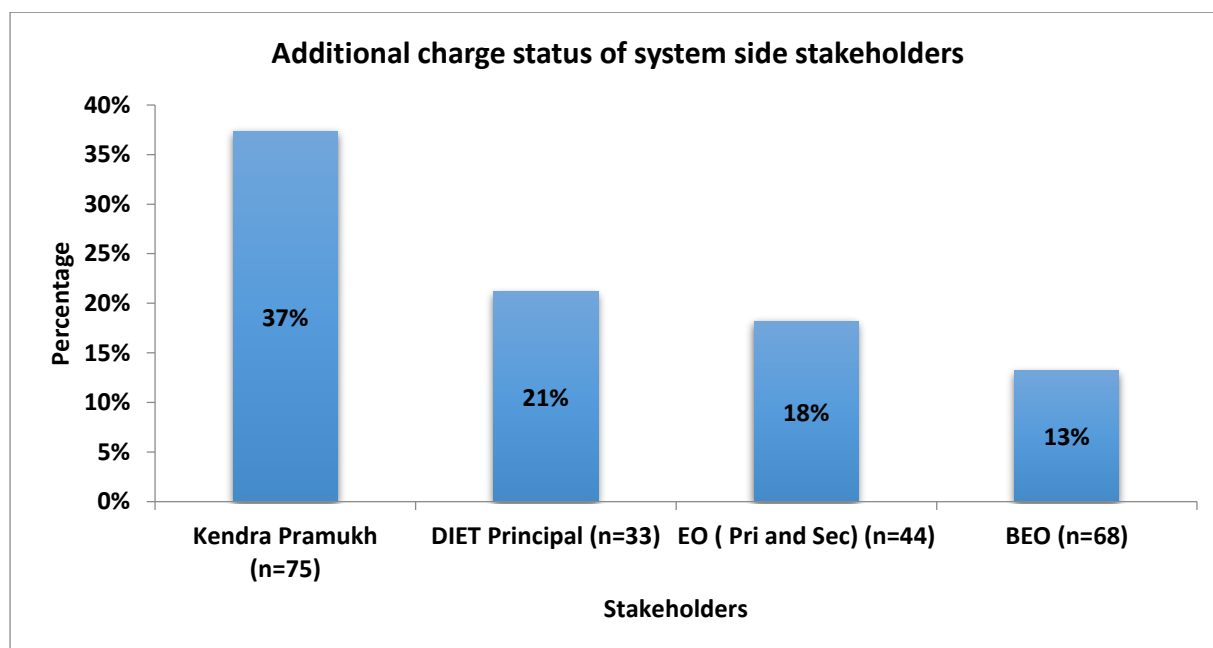 Additional charge status of system side stakeholders
40%
35%
30%
25%
20%
15%
10%
5%
0%
Percentage
37%
21%
18%
13%
Kendra Pramukh
(n=75)
DIET Principal (n=33)
EO ( Pri and Sec) (n=44)
BEO (n=68)
Stakeholders